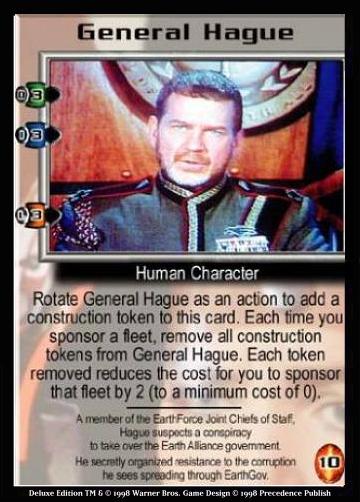 General Hague
3
3
3
Human Character
Rotate General Hague as an action to add a
construction token to this card. Each time you
sponsor a fleet, remove all construction
tokens from General Hague. Each token
removed reduces the cost for you to sponsor
that fleet by 2 (to a minimum cost of 0).
A member of the EarthForce Joint Chiefs of Staff,
Hague suspects a conspiracy
to take over the Earth Alliance government.
He secretly organized resistance to the corruption
he sees spreading through EarthGov.
10
Deluxe Edition TM & © 1998 Warner Bros. Game Design © 1998 Precedence Publish